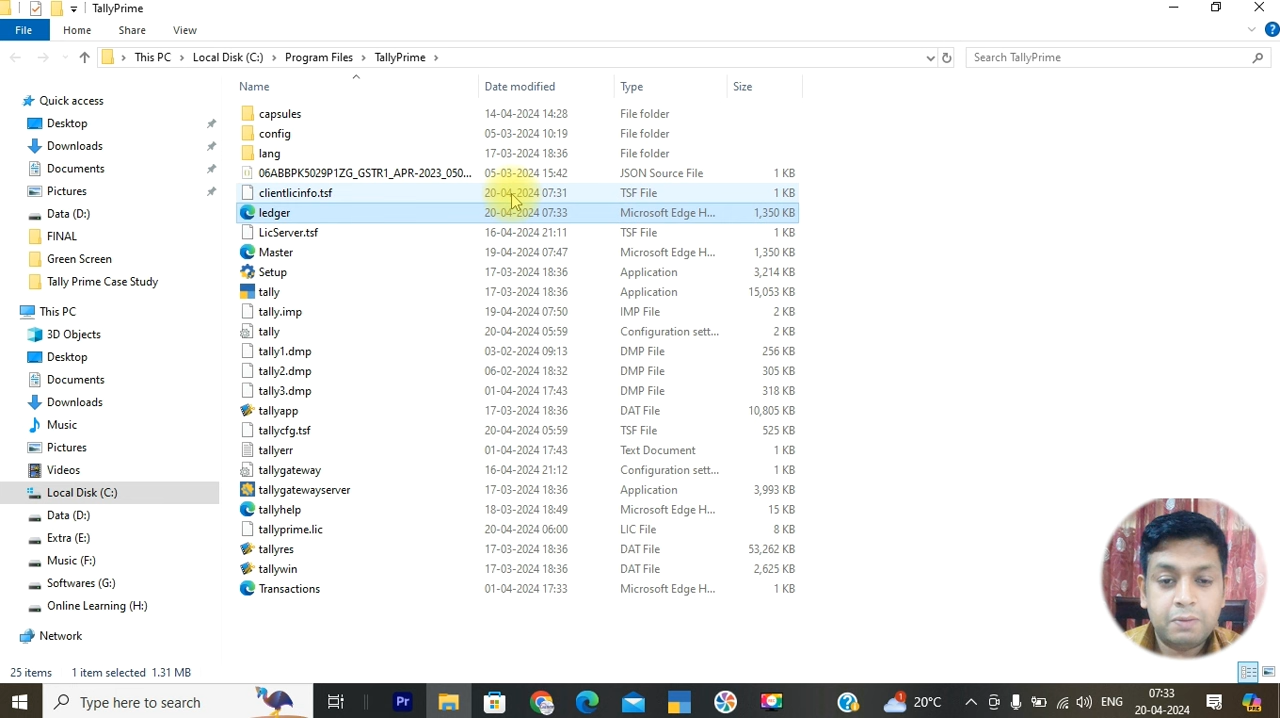 TallyPrime
File Home Share View
This PC Local Disk (C:) Program Files TallyPrime
Search TallyPrime
Name Date modified Type Size
Quick access
Desktop
Downloads
Documents
Pictures
Data (D:)
FINAL
Green Screen
Tally Prime Case Study
This PC
3D Objects
Desktop
Documents
Downloads
Music
Pictures
Videos
Local Disk (C:)
Data (D:)
Extra (E:)
Music (F:)
Softwares (G:)
Online Learning (H:)
Network
capsules 14-04-2024 14:28 File folder
config 05-03-2024 10:19 File folder
lang 17-03-2024 18:36 File folder
06ABBPK5029P1ZG_GSTR1_APR-2023_050... 05-03-2024 15:42 JSON Source File 1 KB
clientlicinfo.tsf 20-04-2024 07:31 TSF File 1 KB
ledger 20-04-2024 07:33 Microsoft Edge H... 1,350 KB
LicServer.tsf 16-04-2024 21:11 TSF File 1 KB
Master 19-04-2024 07:47 Microsoft Edge H... 1,350 KB
Setup 17-03-2024 18:36 Application 3,214 KB
tally 17-03-2024 18:36 Application 15,053 KB
tally.imp 19-04-2024 07:50 IMP File 2 KB
tally 20-04-2024 05:59 Configuration sett... 2 KB
tally1.dmp 03-02-2024 09:13 DMP File 256 KB
tally2.dmp 06-02-2024 18:32 DMP File 305 KB
tally3.dmp 01-04-2024 17:43 DMP File 318 KB
tallyapp 17-03-2024 18:36 DAT File 10,805 KB
tallycfg.tsf 20-04-2024 05:59 TSF File 525 KB
tallyerr 01-04-2024 17:43 Text Document 1 KB
tallygateway 16-04-2024 21:12 Configuration sett... 1 KB
tallygatewayserver 17-03-2024 18:36 Application 3,993 KB
tallyhelp 18-03-2024 18:49 Microsoft Edge H... 15 KB
tallyprime.lic 20-04-2024 06:00 LIC File 8 KB
tallyres 17-03-2024 18:36 DAT File 53,262 KB
tallywin 17-03-2024 18:36 DAT File 2,625 KB
Transactions 01-04-2024 17:33 Microsoft Edge H... 1 KB
25 items 1 item selected 1.31 MB
Type here to search
Pr
1
20°C
ENG
07:33
20-04-2024